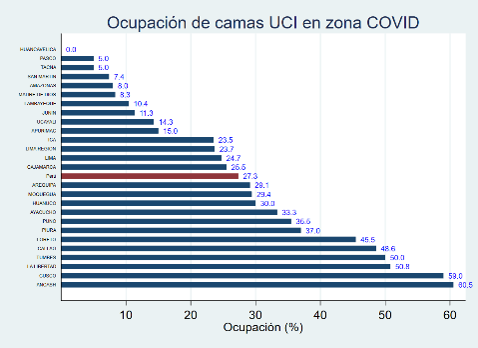 Ocupación de camas UCI en zona COVID
HUANCAVELICA 0.0
PASCO 5.0
TACNA 5.0
SAN MARTIN 7.4
AMAZONAS 8.0
MADRE DE DIOS 8.3
LAMBAYEQUE 10.4
JUNIN 11.3
UCAYALI 14.3
APURIMAC 15.0
ICA 23.5
LIMA REGION 23.7
LIMA 24.7
CAJAMARCA 25.5
Perú 27.3
AREQUIPA 29.1
MOQUEGUA 29.4
HUANUCO 30.0
AYACUCHO 33.3
PUNO 35.5
PIURA 37.0
LORETO 45.5
CALLAO 48.6
TUMBES 50.0
LA LIBERTAD 50.8
CUSCO 59.0
ANCASH 60.5
10 20 30 40 50 60
Ocupación (%)